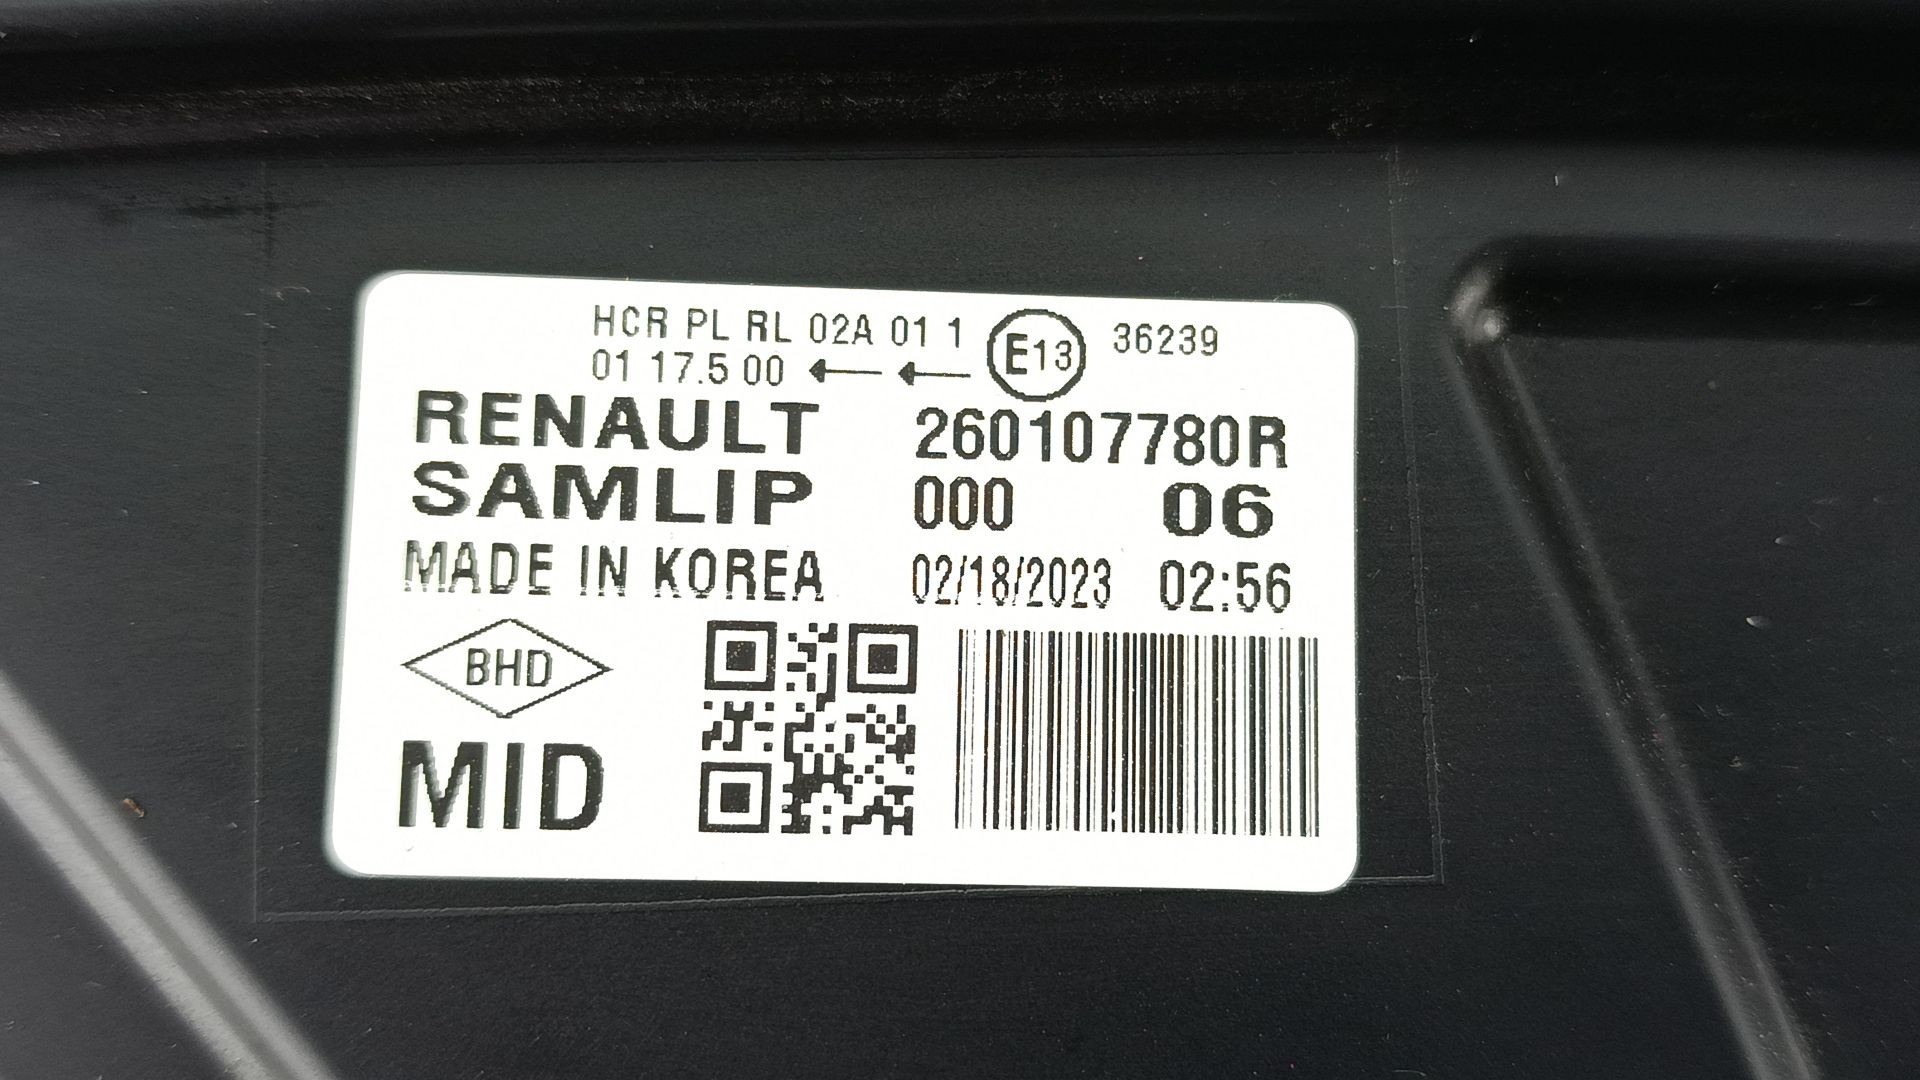 HCR PL RL 02A 01 1 E13 36239
01 17.5 00 ← ←
RENAULT 260107780R
SAMLIP 000 06
MADE IN KOREA 02/18/2023 02:56
BHD
MID